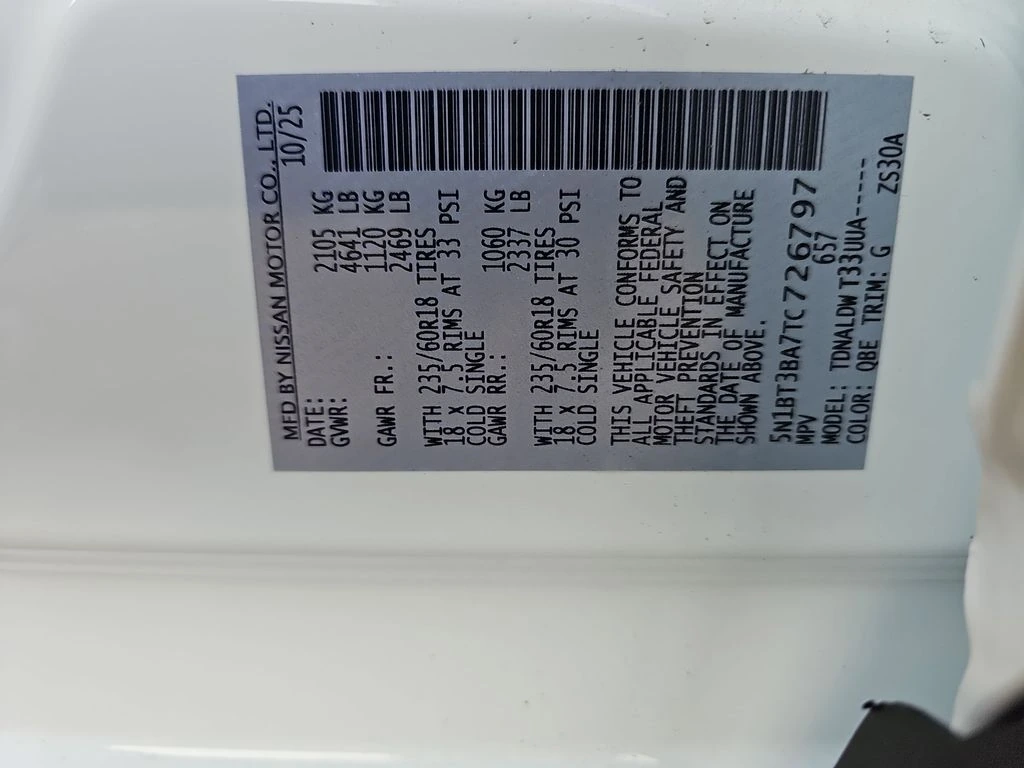 MFD BY NISSAN MOTOR CO., LTD.
DATE: 10/25
GVWR: 2105 KG
4641 LB
GAWR FR.: 1120 KG
2469 LB
WITH 235/60R18 TIRES
18 x 7.5 RIMS AT 33 PSI
COLD SINGLE
GAWR RR.: 1060 KG
2337 LB
WITH 235/60R18 TIRES
18 x 7.5 RIMS AT 30 PSI
COLD SINGLE
THIS VEHICLE CONFORMS TO
ALL APPLICABLE FEDERAL
MOTOR VEHICLE SAFETY AND
THEFT PREVENTION
STANDARDS IN EFFECT ON
THE DATE OF MANUFACTURE
SHOWN ABOVE.
5N1BT3BA7TC726797
MPV 657
MODEL: TDNALDW T33UUA-----
COLOR: QBE TRIM: G ZS30A